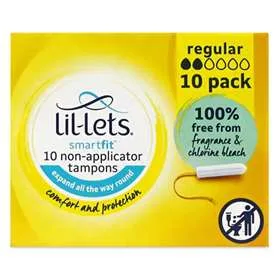 regular
10 pack
lil-lets.
smartfit™
10 non-applicator
tampons
expand all the way round
comfort and protection
100%
free from
fragrance &
chlorine bleach